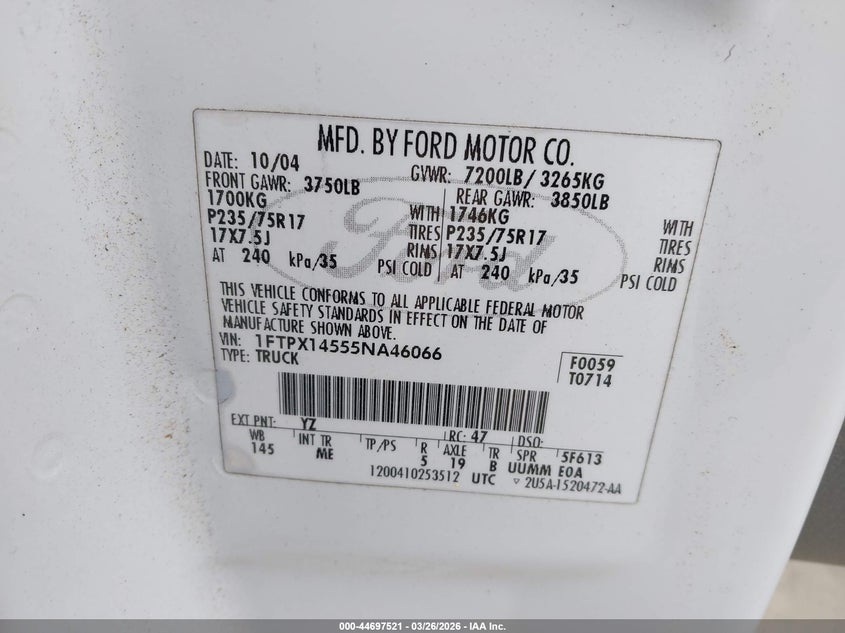 MFD. BY FORD MOTOR CO.
DATE: 10/04 GVWR: 7200LB / 3265KG
FRONT GAWR: 3750LB REAR GAWR: 3850LB
1700KG WITH 1746KG WITH
P235/75R17 TIRES P235/75R17 TIRES
17X7.5J RIMS 17X7.5J RIMS
AT 240 kPa/35 PSI COLD AT 240 kPa/35 PSI COLD
Ford
THIS VEHICLE CONFORMS TO ALL APPLICABLE FEDERAL MOTOR
VEHICLE SAFETY STANDARDS IN EFFECT ON THE DATE OF
MANUFACTURE SHOWN ABOVE.
VIN: 1FTPX14555NA46066 F0059
TYPE: TRUCK T0714
EXT PNT: YZ RC: 47 DSO:
WB INT TR TP/PS R AXLE TR SPR 5F613
145 ME 5 19 B UUMM EOA
1200410253512 UTC 2U5A-1520472-AA
000-44697521 | 03/26/2026 - IAA Inc.